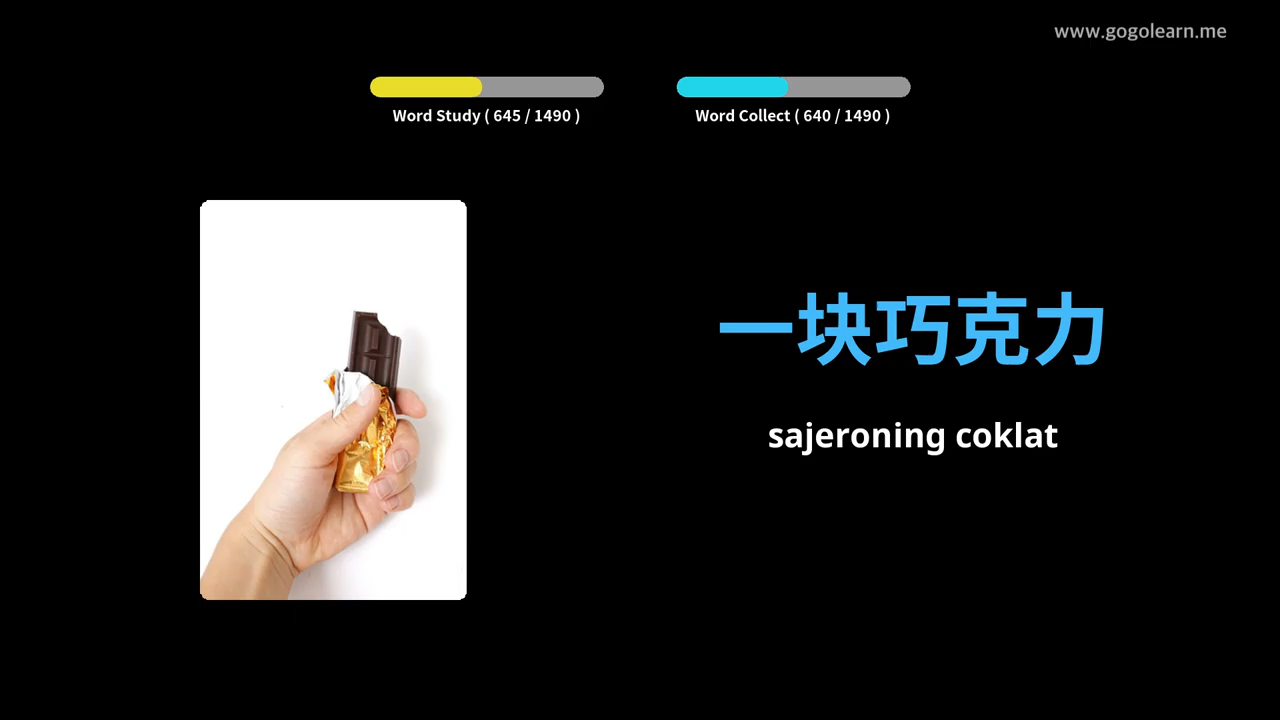 www.gogolearn.me
Word Study ( 645 / 1490 )
Word Collect ( 640 / 1490 )
一块巧克力
sajeroning coklat